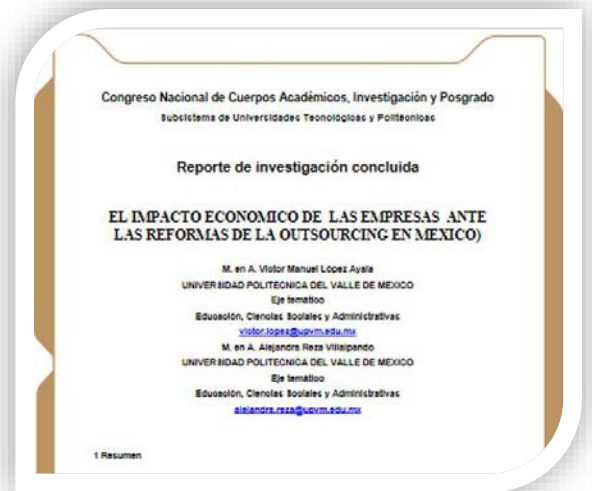 Congreso Nacional de Cuerpos Académicos, Investigación y Posgrado
Subsistema de Universidades Tecnológicas y Politécnicas
Reporte de investigación concluida
EL IMPACTO ECONOMICO DE LAS EMPRESAS ANTE
LAS REFORMAS DE LA OUTSOURCING EN MEXICO)
M. en A. Victor Manuel López Ayala
UNIVERSIDAD POLITECNICA DEL VALLE DE MEXICO
Eje temático
Educación, Ciencias Sociales y Administrativas
victor.lopez@upvm.edu.mx
M. en A. Alejandra Reza Villalpando
UNIVERSIDAD POLITECNICA DEL VALLE DE MEXICO
Eje temático
Educación, Ciencias Sociales y Administrativas
alejandra.reza@upvm.edu.mx
1 Resumen